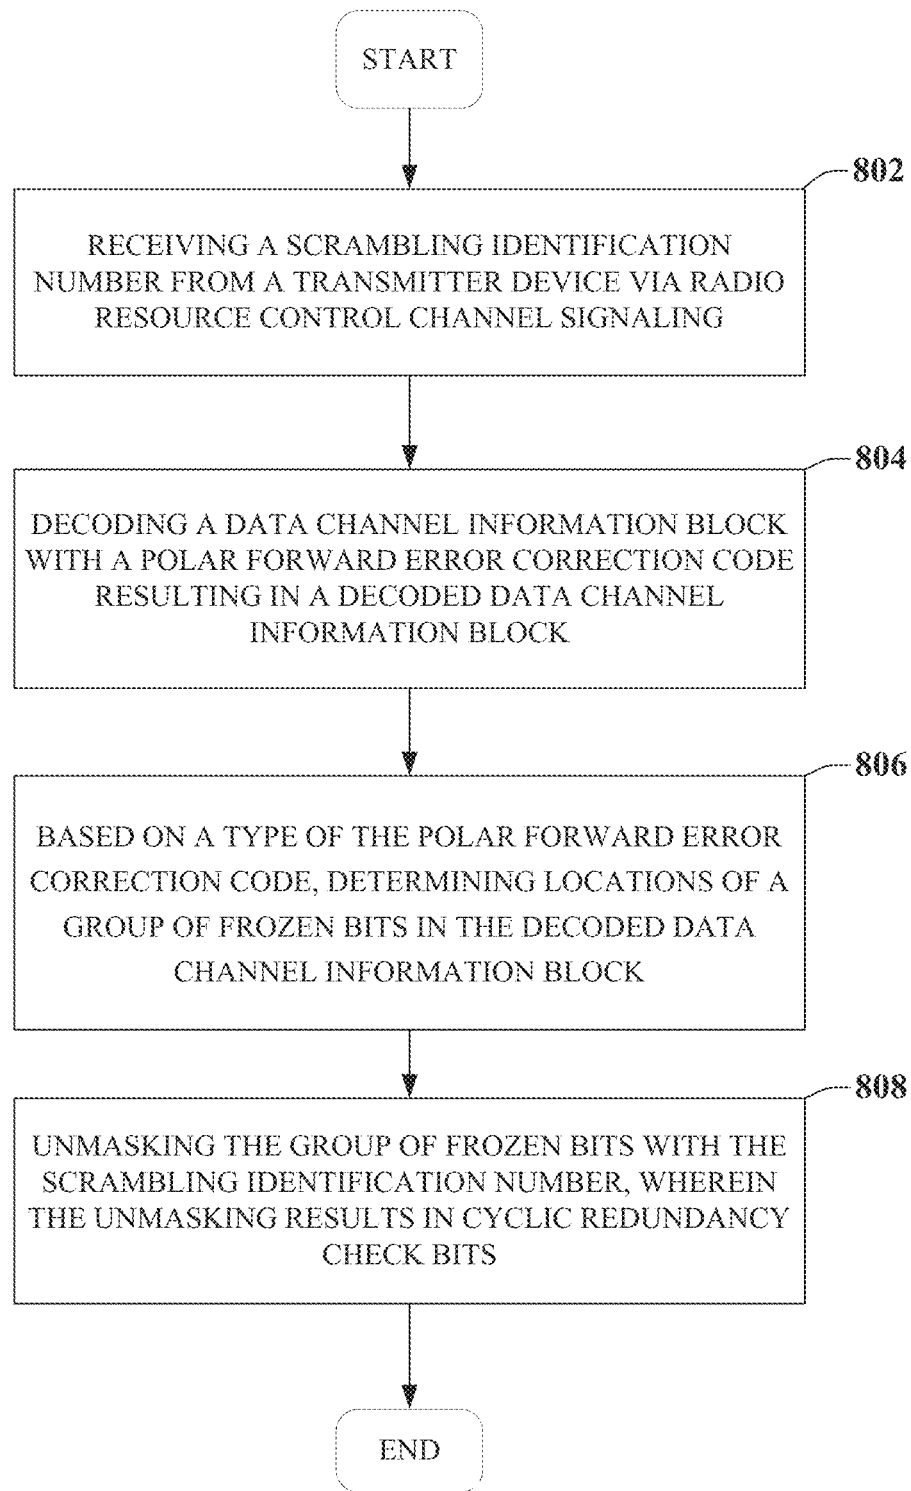 START
802
RECEIVING A SCRAMBLING IDENTIFICATION
NUMBER FROM A TRANSMITTER DEVICE VIA RADIO
RESOURCE CONTROL CHANNEL SIGNALING
804
DECODING A DATA CHANNEL INFORMATION BLOCK
WITH A POLAR FORWARD ERROR CORRECTION CODE
RESULTING IN A DECODED DATA CHANNEL
INFORMATION BLOCK
806
BASED ON A TYPE OF THE POLAR FORWARD ERROR
CORRECTION CODE, DETERMINING LOCATIONS OF A
GROUP OF FROZEN BITS IN THE DECODED DATA
CHANNEL INFORMATION BLOCK
808
UNMASKING THE GROUP OF FROZEN BITS WITH THE
SCRAMBLING IDENTIFICATION NUMBER, WHEREIN
THE UNMASKING RESULTS IN CYCLIC REDUNDANCY
CHECK BITS
END